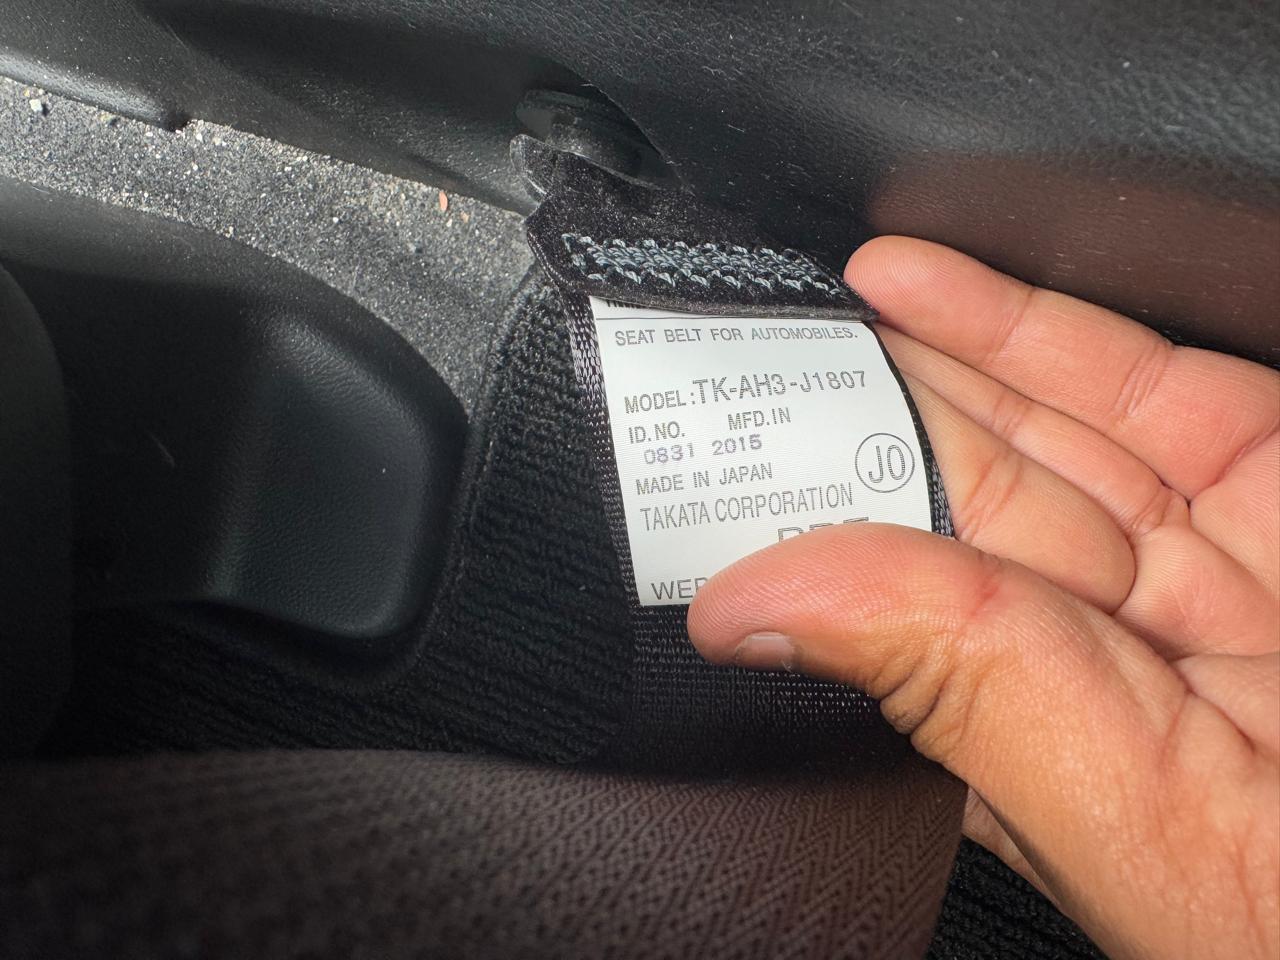 SEAT BELT FOR AUTOMOBILES.
MODEL:TK-AH3-J1807
ID.NO. MFD.IN
0831 2015
MADE IN JAPAN
JO
TAKATA CORPORATION